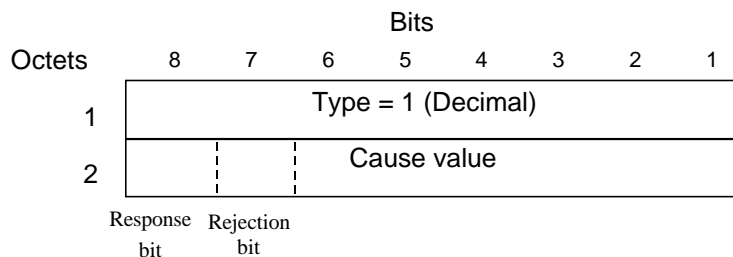 Bits
Octets 8 7 6 5 4 3 2 1
1 Type = 1 (Decimal)
2 Cause value
Response Rejection
bit bit